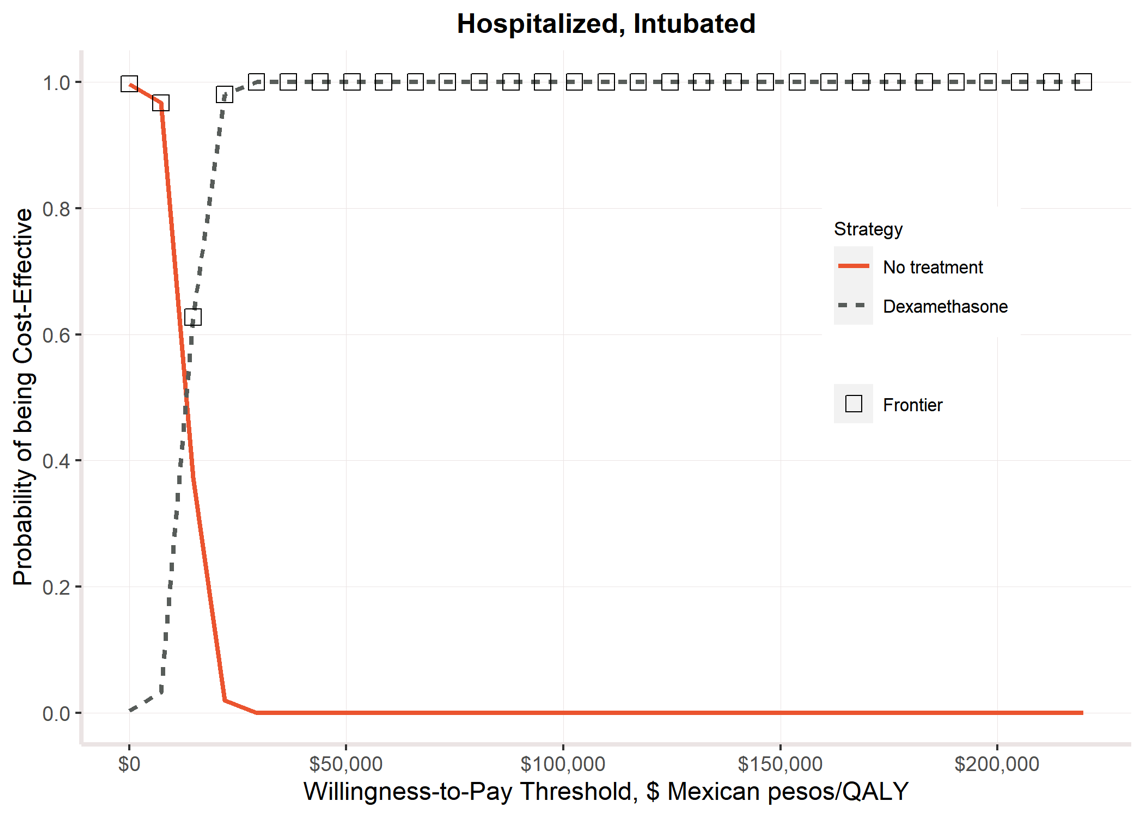 Hospitalized, Intubated
Probability of being Cost-Effective
1.0
0.8
0.6
0.4
0.2
0.0
Strategy
No treatment
Dexamethasone
Frontier
$0
$50,000
$100,000
$150,000
$200,000
Willingness-to-Pay Threshold, $ Mexican pesos/QALY